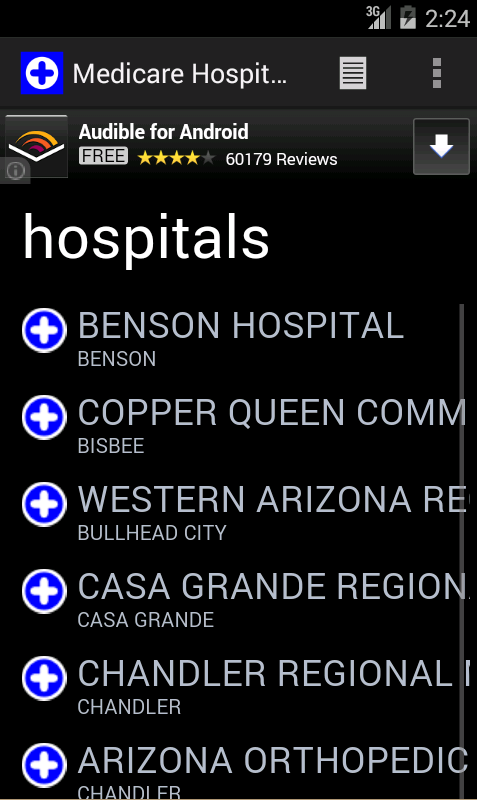 3G 2:24
Medicare Hospit...
Audible for Android
FREE 60179 Reviews
hospitals
BENSON HOSPITAL
BENSON
COPPER QUEEN COMM
BISBEE
WESTERN ARIZONA RE
BULLHEAD CITY
CASA GRANDE REGION
CASA GRANDE
CHANDLER REGIONAL
CHANDLER
ARIZONA ORTHOPEDIC
CHANDLER